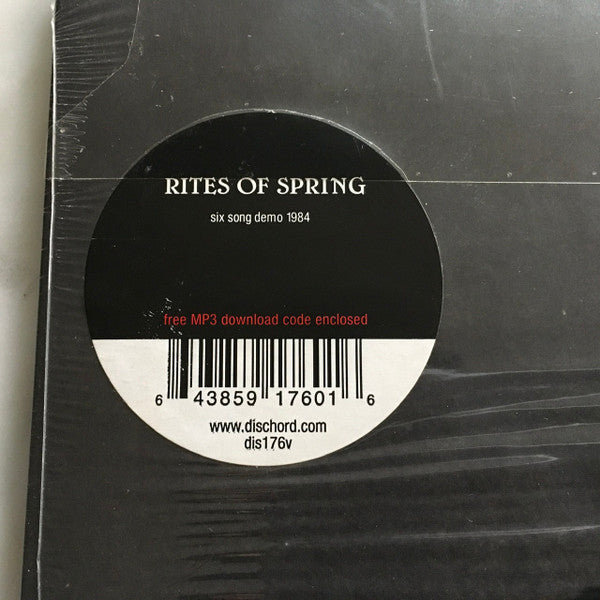 RITES OF SPRING
six song demo 1984
free MP3 download code enclosed
6 43859 17601 6
www.dischord.com
dis176v